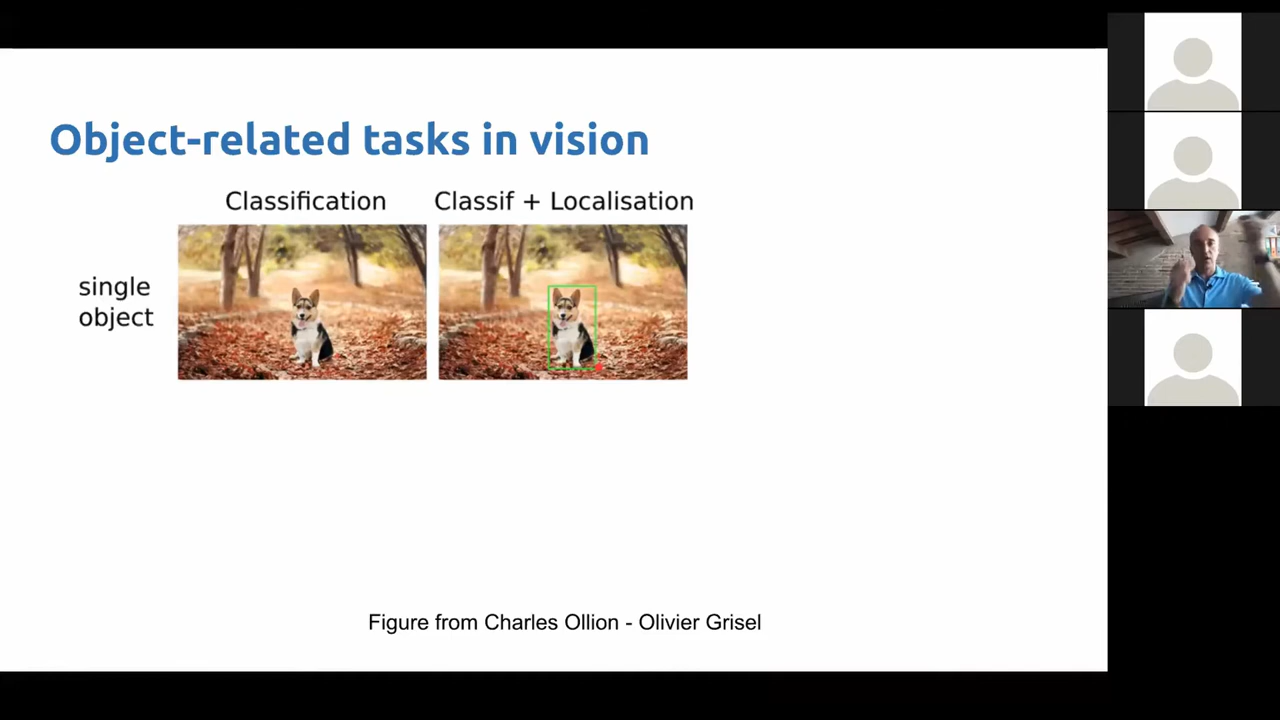 Object-related tasks in vision
Classification
Classif + Localisation
single
object
Figure from Charles Ollion - Olivier Grisel